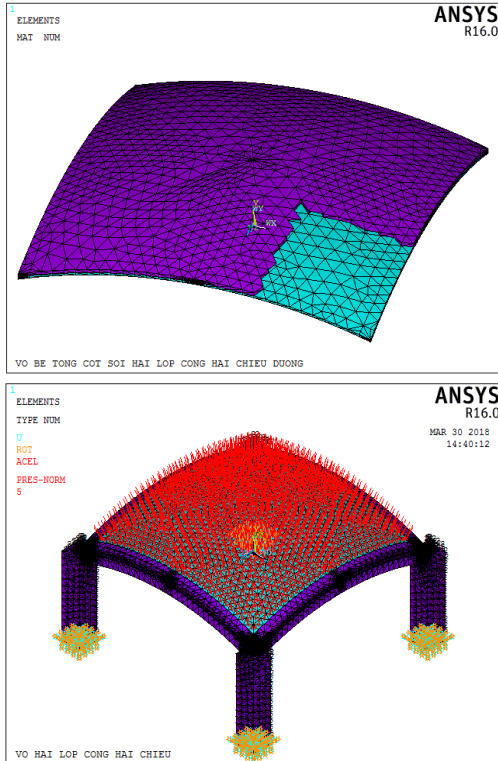 1
ELEMENTS
MAT NUM
ANSYS
R16.0
Y
WY
WX
VO BE TONG COT SOI HAI LOP CONG HAI CHIEU DUONG
1
ELEMENTS
TYPE NUM
U
ROT
ACEL
PRES-NORM
5
ANSYS
R16.0
MAR 30 2018
14:40:12
VO HAI LOP CONG HAI CHIEU